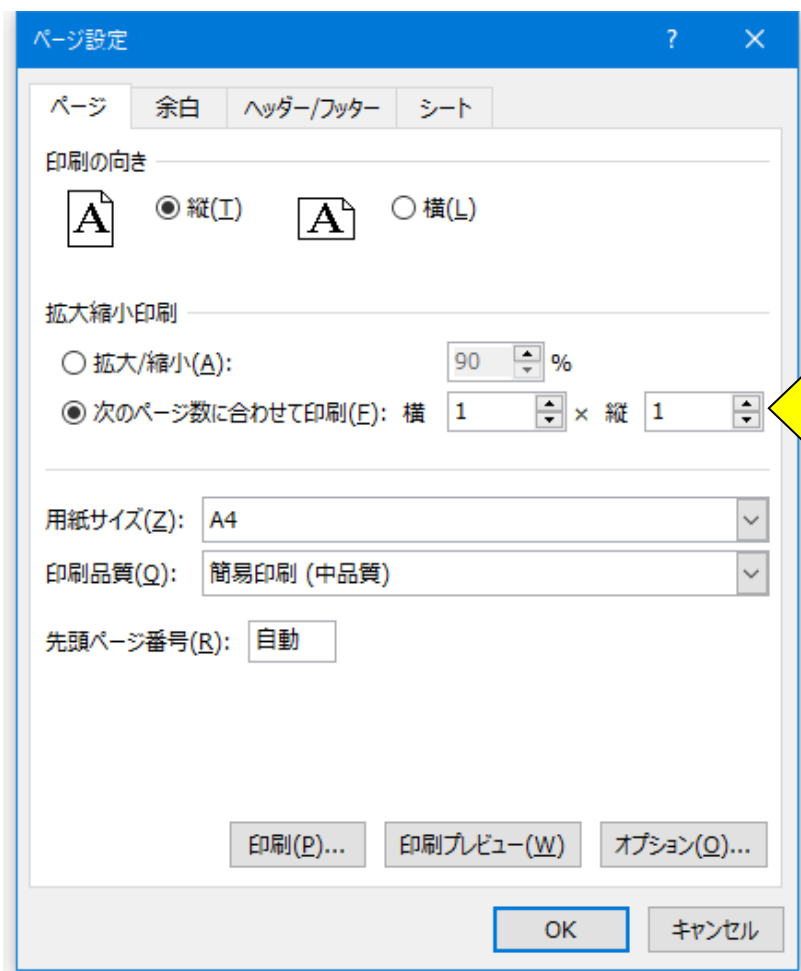 ページ設定 ?
ページ 余白 ヘッダー/フッター シート
印刷の向き
A 縦(T) A 横(L)
拡大縮小印刷
拡大/縮小(A): 90 %
次のページ数に合わせて印刷(F): 横 1 × 縦 1
用紙サイズ(Z): A4
印刷品質(Q): 簡易印刷 (中品質)
先頭ページ番号(R): 自動
印刷(P)... 印刷プレビュー(W) オプション(O)...
OK キャンセル